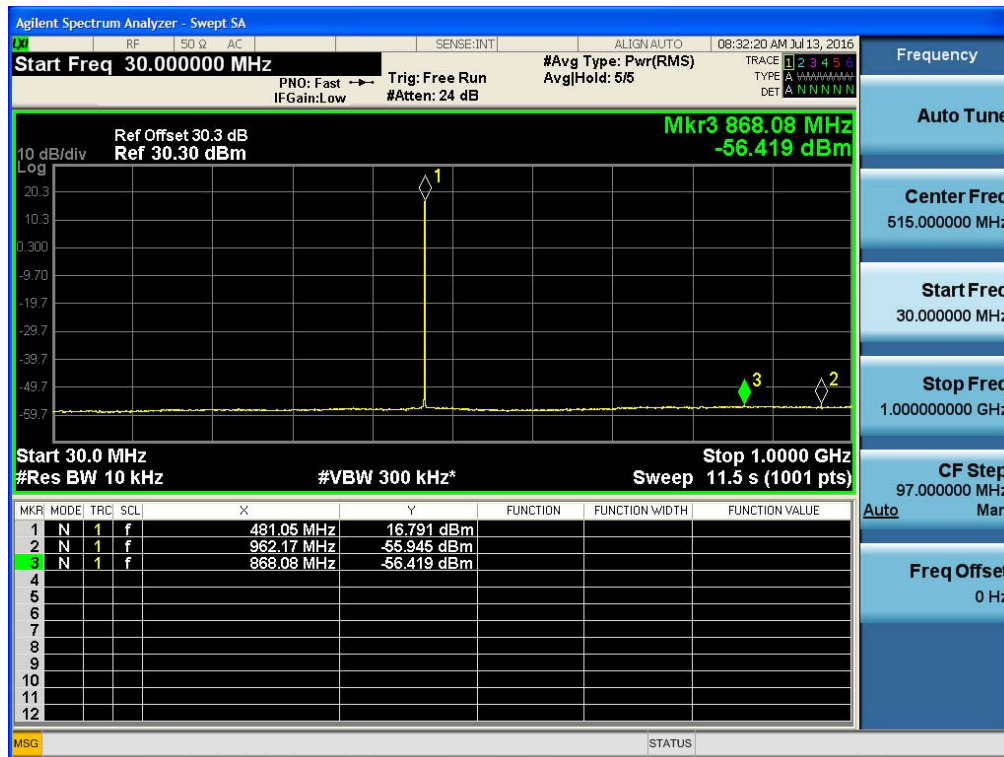 Agilent Spectrum Analyzer - Swept SA
LXI RF 50 Ω AC SENSE:INT ALIGN AUTO 08:32:20 AM Jul 13, 2016
Start Freq 30.000000 MHz
PNO: Fast
IFGain:Low
Trig: Free Run
#Atten: 24 dB
#Avg Type: Pwr(RMS)
Avg|Hold: 5/5
TRACE 1 2 3 4 5 6
TYPE A WWWWW
DET A N N N N N
Ref Offset 30.3 dB
10 dB/div Ref 30.30 dBm
Log
Mkr3 868.08 MHz
-56.419 dBm
20.3
10.3
0.300
-9.70
-19.7
-29.7
-39.7
-49.7
-59.7
1
3
2
Start 30.0 MHz Stop 1.0000 GHz
#Res BW 10 kHz #VBW 300 kHz* Sweep 11.5 s (1001 pts)
MKR MODE TRC SCL X Y FUNCTION FUNCTION WIDTH FUNCTION VALUE
1 N 1 f 481.05 MHz 16.791 dBm
2 N 1 f 962.17 MHz -55.945 dBm
3 N 1 f 868.08 MHz -56.419 dBm
4
5
6
7
8
9
10
11
12
MSG STATUS
Frequency
Auto Tune
Center Freq
515.000000 MHz
Start Freq
30.000000 MHz
Stop Freq
1.000000000 GHz
CF Step
97.000000 MHz
Auto Man
Freq Offset
0 Hz